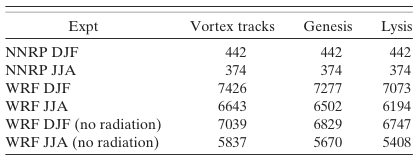 Expt Vortex tracks Genesis Lysis
NNRP DJF 442 442 442
NNRP JJA 374 374 374
WRF DJF 7426 7277 7073
WRF JJA 6643 6502 6194
WRF DJF (no radiation) 7039 6829 6747
WRF JJA (no radiation) 5837 5670 5408